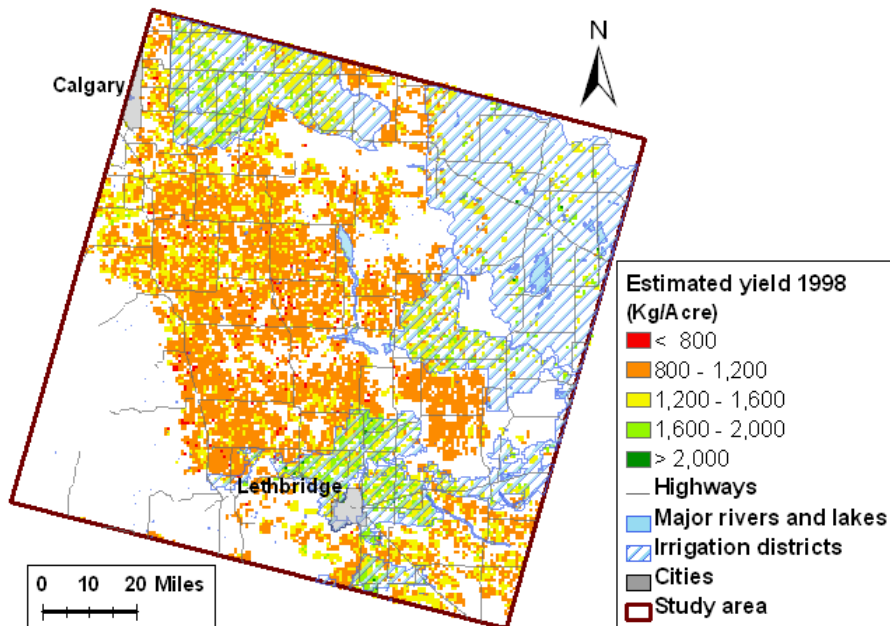 N
Calgary
Lethbridge
Estimated yield 1998
(Kg/Acre)
< 800
800 - 1,200
1,200 - 1,600
1,600 - 2,000
> 2,000
Highways
Major rivers and lakes
Irrigation districts
Cities
Study area
0 10 20 Miles